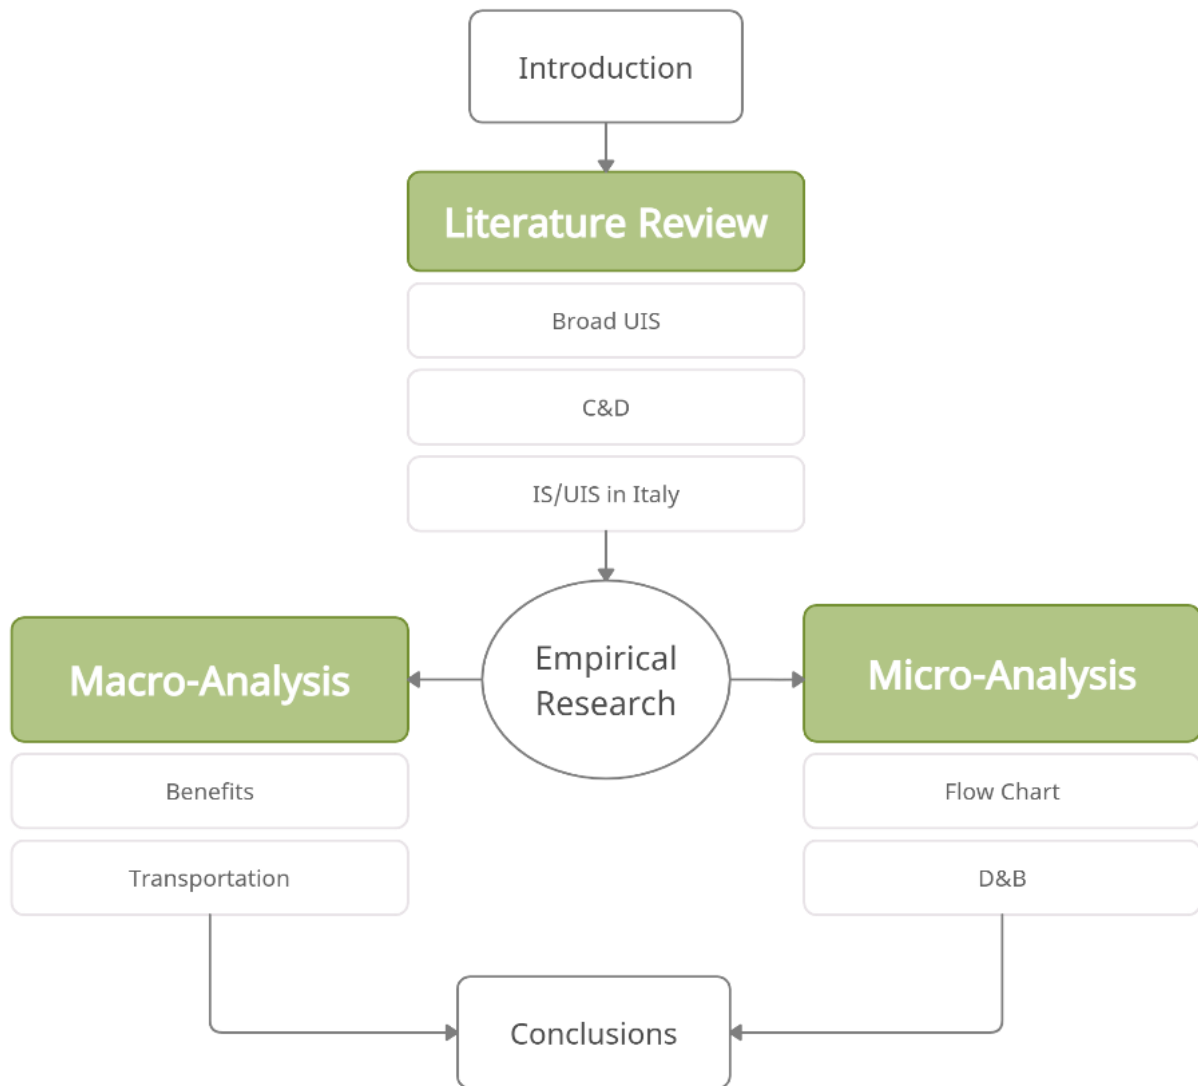 Introduction
Literature Review
Broad UIS
C&D
IS/UIS in Italy
Empirical
Research
Macro-Analysis
Benefits
Transportation
Micro-Analysis
Flow Chart
D&B
Conclusions